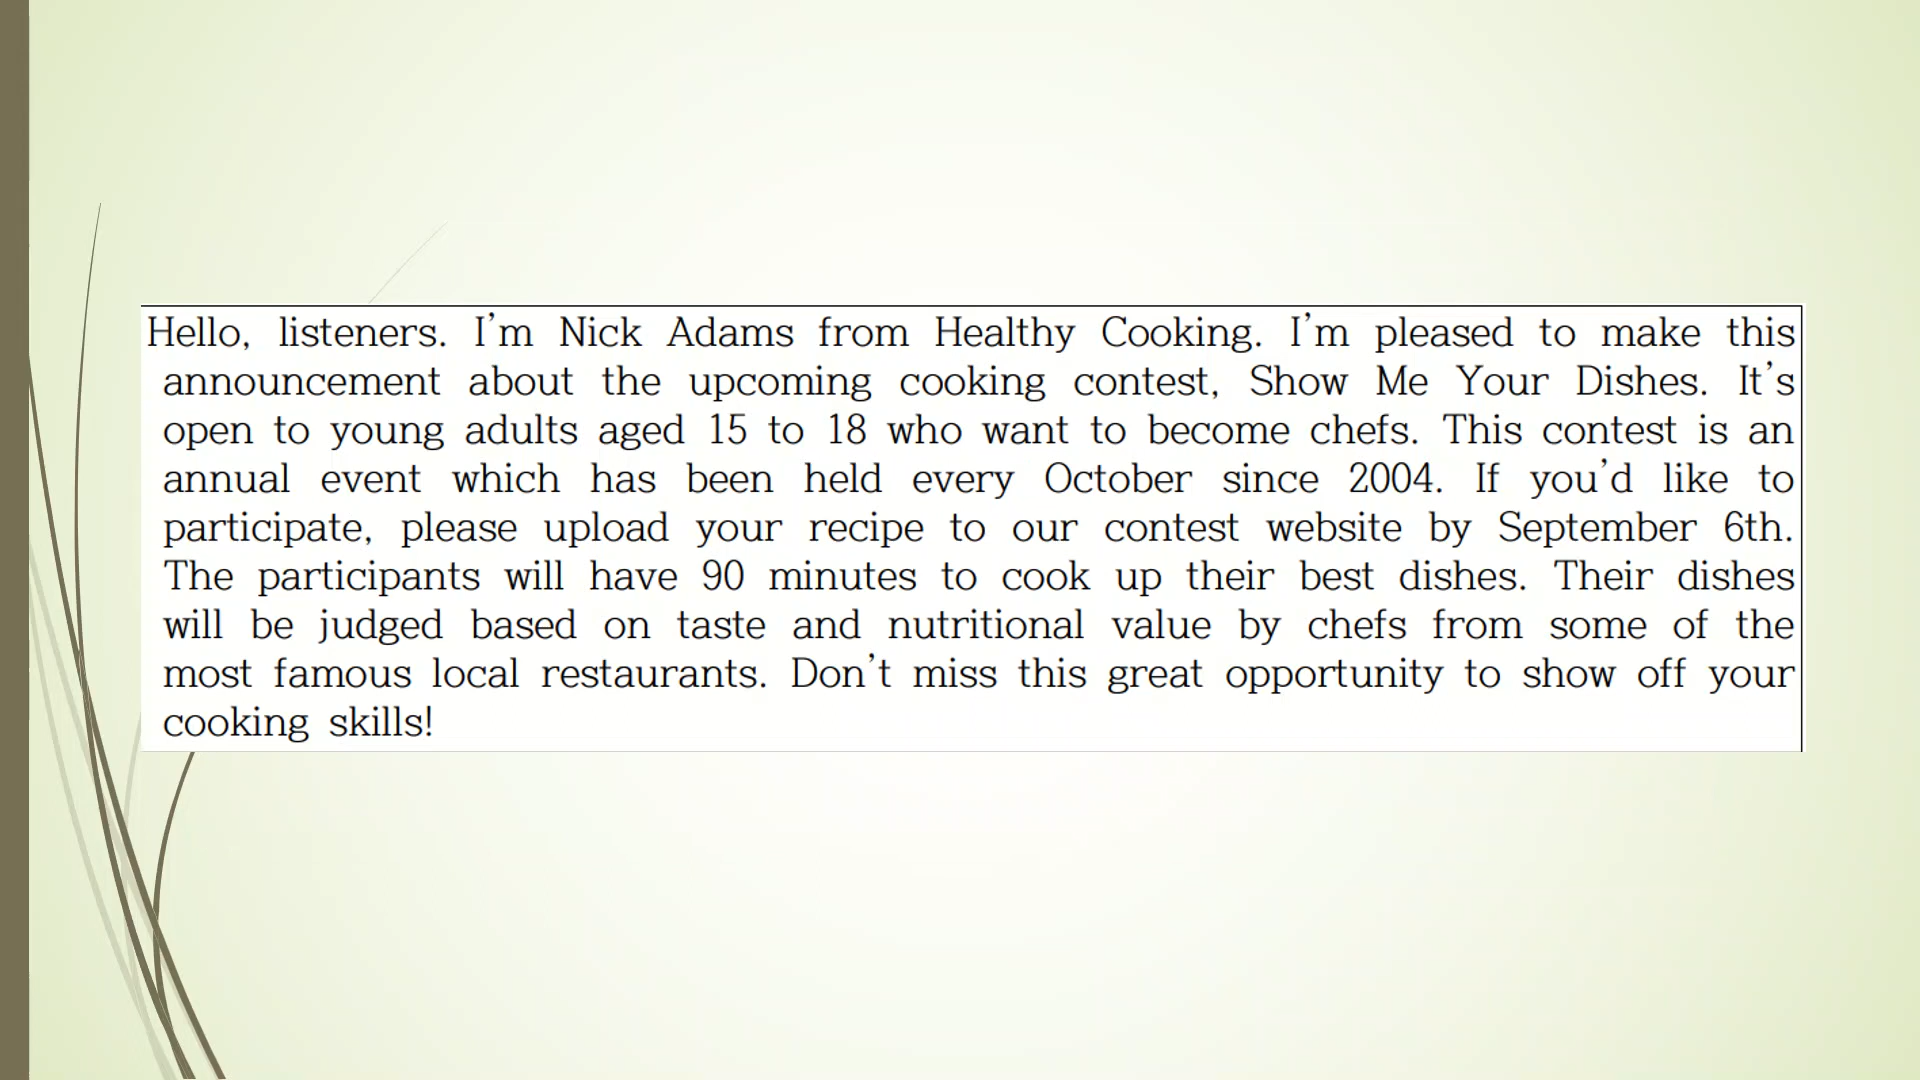 Hello, listeners. I'm Nick Adams from Healthy Cooking. I'm pleased to make this
announcement about the upcoming cooking contest, Show Me Your Dishes. It's
open to young adults aged 15 to 18 who want to become chefs. This contest is an
annual event which has been held every October since 2004. If you'd like to
participate, please upload your recipe to our contest website by September 6th.
The participants will have 90 minutes to cook up their best dishes. Their dishes
will be judged based on taste and nutritional value by chefs from some of the
most famous local restaurants. Don't miss this great opportunity to show off your
cooking skills!